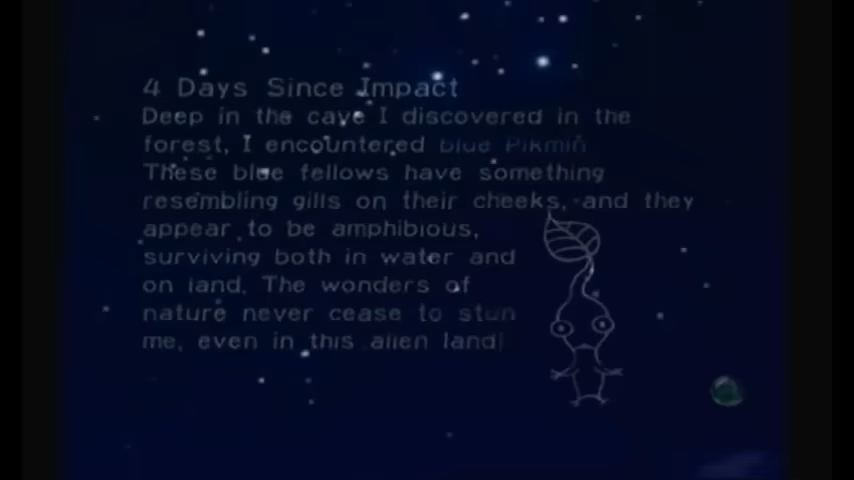 4 Days Since Impact
Deep in the cave I discovered in the
forest, I encountered blue Pikmin
These blue fellows have something
resembling gills on their cheeks, and they
appear to be amphibious,
surviving both in water and
on land. The wonders of
nature never cease to stun
me, even in this alien land